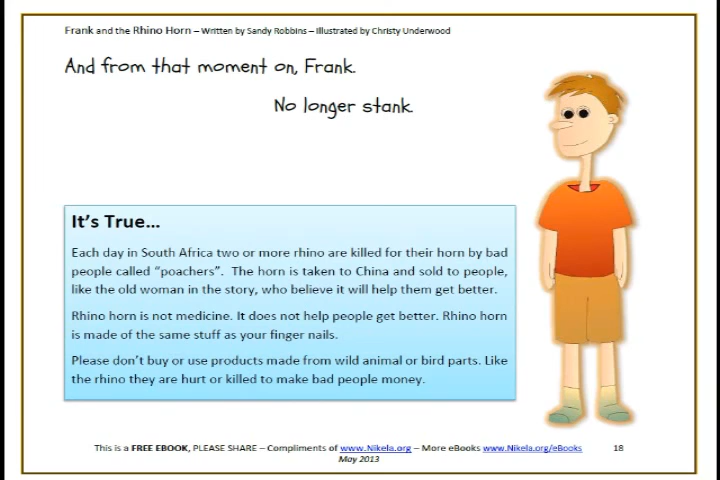 Frank and the Rhino Horn – Written by Sandy Robbins – Illustrated by Christy Underwood
And from that moment on, Frank.
No longer stank.
It's True...
Each day in South Africa two or more rhino are killed for their horn by bad
people called "poachers". The horn is taken to China and sold to people,
like the old woman in the story, who believe it will help them get better.
Rhino horn is not medicine. It does not help people get better. Rhino horn
is made of the same stuff as your finger nails.
Please don't buy or use products made from wild animal or bird parts. Like
the rhino they are hurt or killed to make bad people money.
This is a FREE EBOOK, PLEASE SHARE – Compliments of www.Nikela.org – More eBooks www.Nikela.org/eBooks 18
May 2013